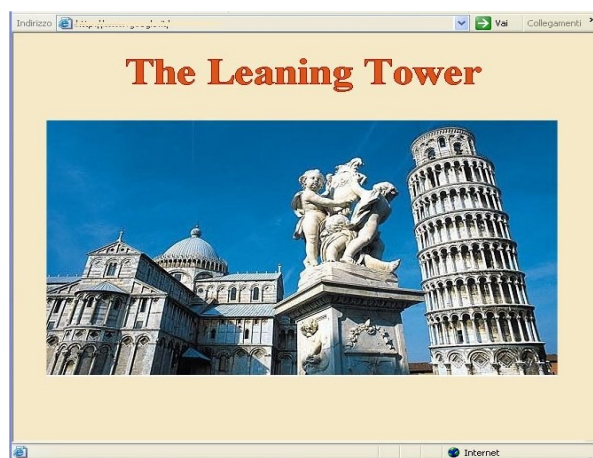 Indirizzo Vai Collegamenti »
The Leaning Tower
Internet